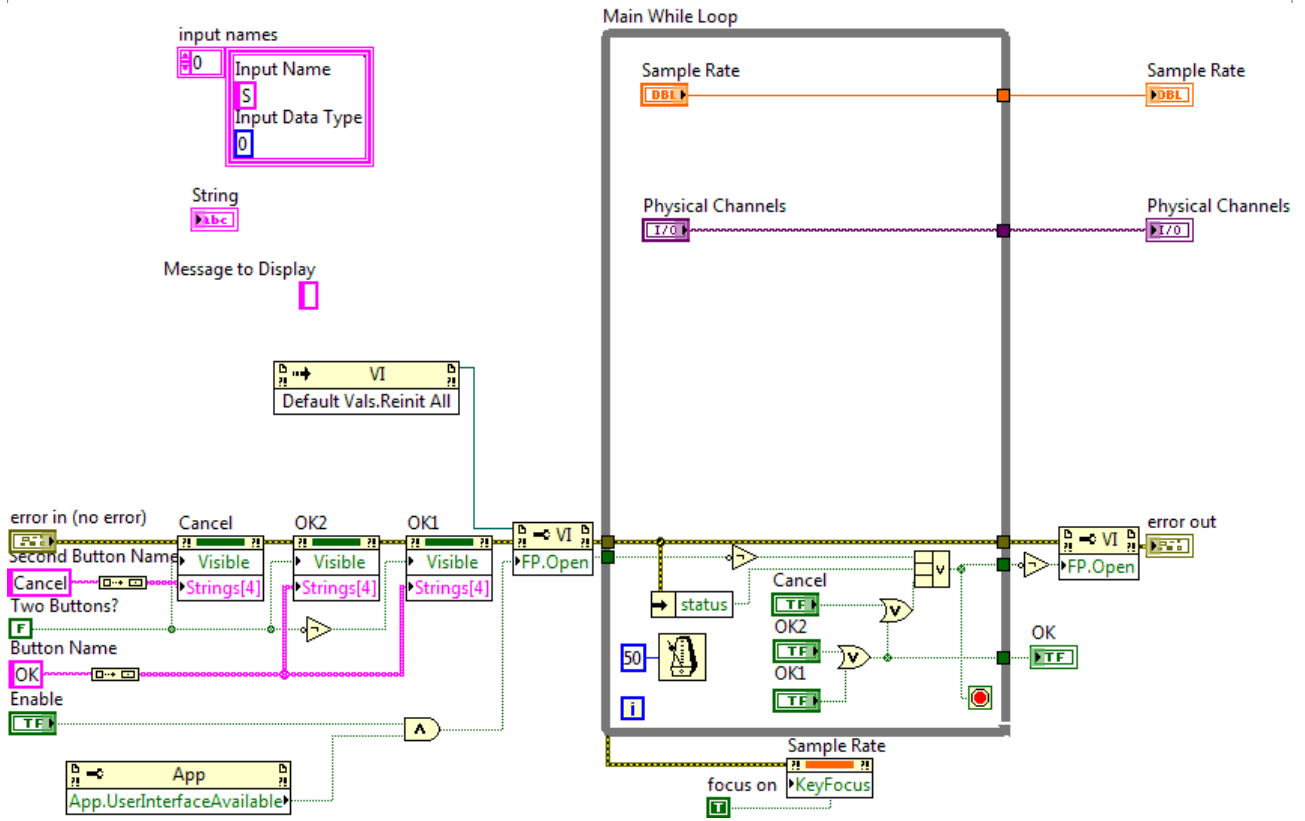 Main While Loop
input names
0
Input Name
S
Input Data Type
0
Sample Rate
DBL
Sample Rate
DBL
String
abc
Physical Channels
I/O
Physical Channels
I/O
Message to Display
VI
Default Vals.Reinit All
error in (no error)
Cancel
OK2
OK1
VI
FP.Open
error out
VI
FP.Open
Second Button Name
Visible
Visible
Visible
Cancel
Strings[4]
Strings[4]
Strings[4]
Two Buttons?
F
Button Name
OK
Enable
TF
status
Cancel
TF
V
V
OK2
TF
V
OK1
TF
50
i
OK
TF
Λ
App
App.UserInterfaceAvailable
Sample Rate
focus on
KeyFocus
T